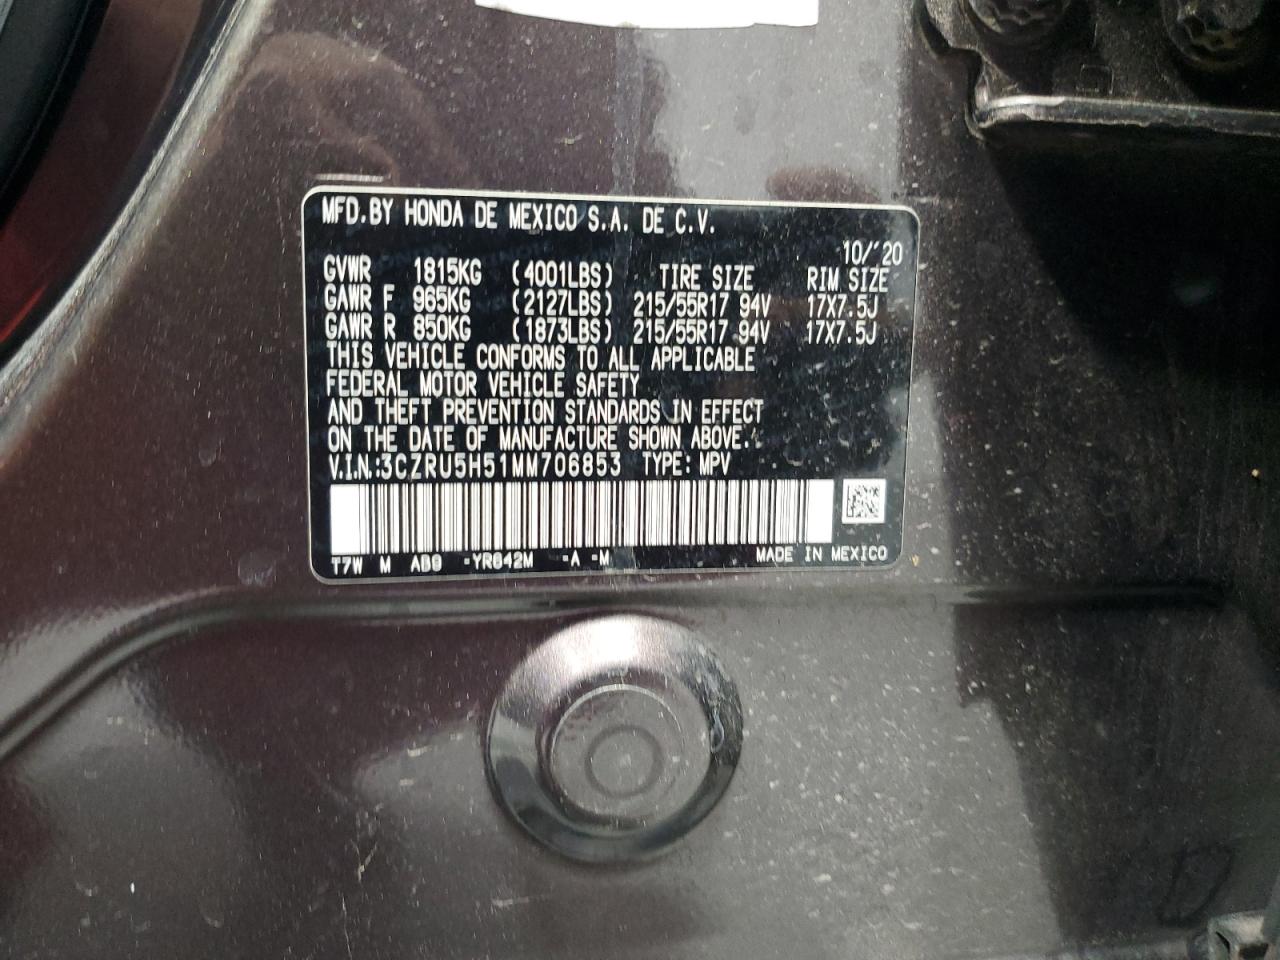 MFD.BY HONDA DE MEXICO S.A. DE C.V.
10/'20
GVWR 1815KG (4001LBS) TIRE SIZE RIM SIZE
GAWR F 965KG (2127LBS) 215/55R17 94V 17X7.5J
GAWR R 850KG (1873LBS) 215/55R17 94V 17X7.5J
THIS VEHICLE CONFORMS TO ALL APPLICABLE
FEDERAL MOTOR VEHICLE SAFETY
AND THEFT PREVENTION STANDARDS IN EFFECT
ON THE DATE OF MANUFACTURE SHOWN ABOVE.
V.I.N.:3CZRU5H51MM706853 TYPE:MPV
T7W M AB9 -YR642M -A -M MADE IN MEXICO